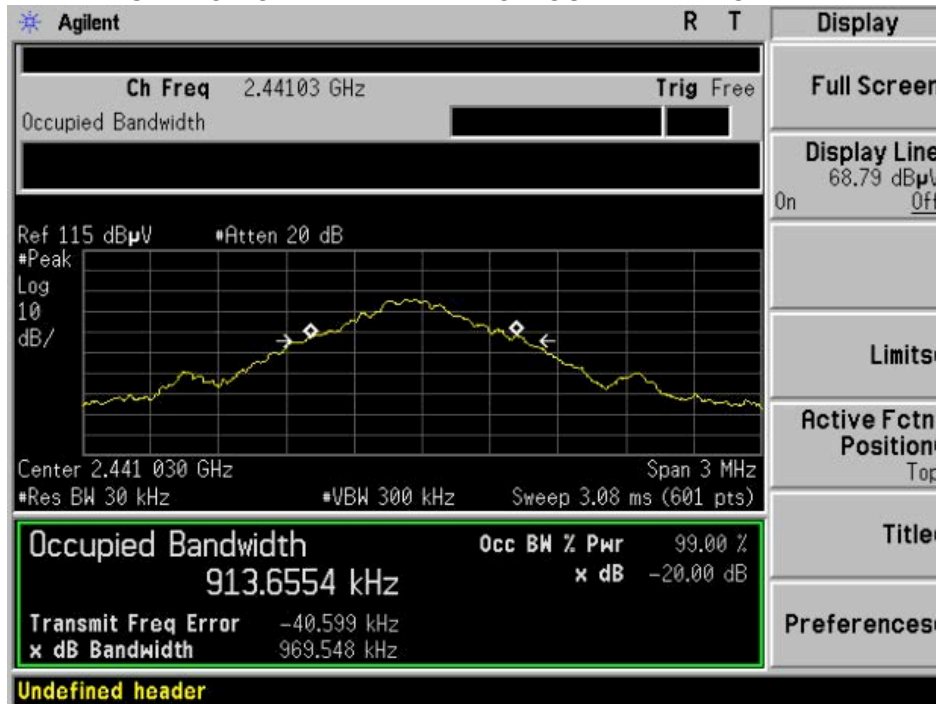 Agilent R T Display
Ch Freq 2.44103 GHz Trig Free
Occupied Bandwidth
Full Screen
Display Line
68.79 dBµV
On Off
Ref 115 dBµV #Atten 20 dB
#Peak
Log
10
dB/
Limits
Active Fctn
Position
Top
Center 2.441 030 GHz Span 3 MHz
#Res BW 30 kHz #VBW 300 kHz Sweep 3.08 ms (601 pts)
Title
Occupied Bandwidth Occ BW % Pwr 99.00 %
913.6554 kHz x dB -20.00 dB
Transmit Freq Error -40.599 kHz
x dB Bandwidth 969.548 kHz
Preferences
Undefined header